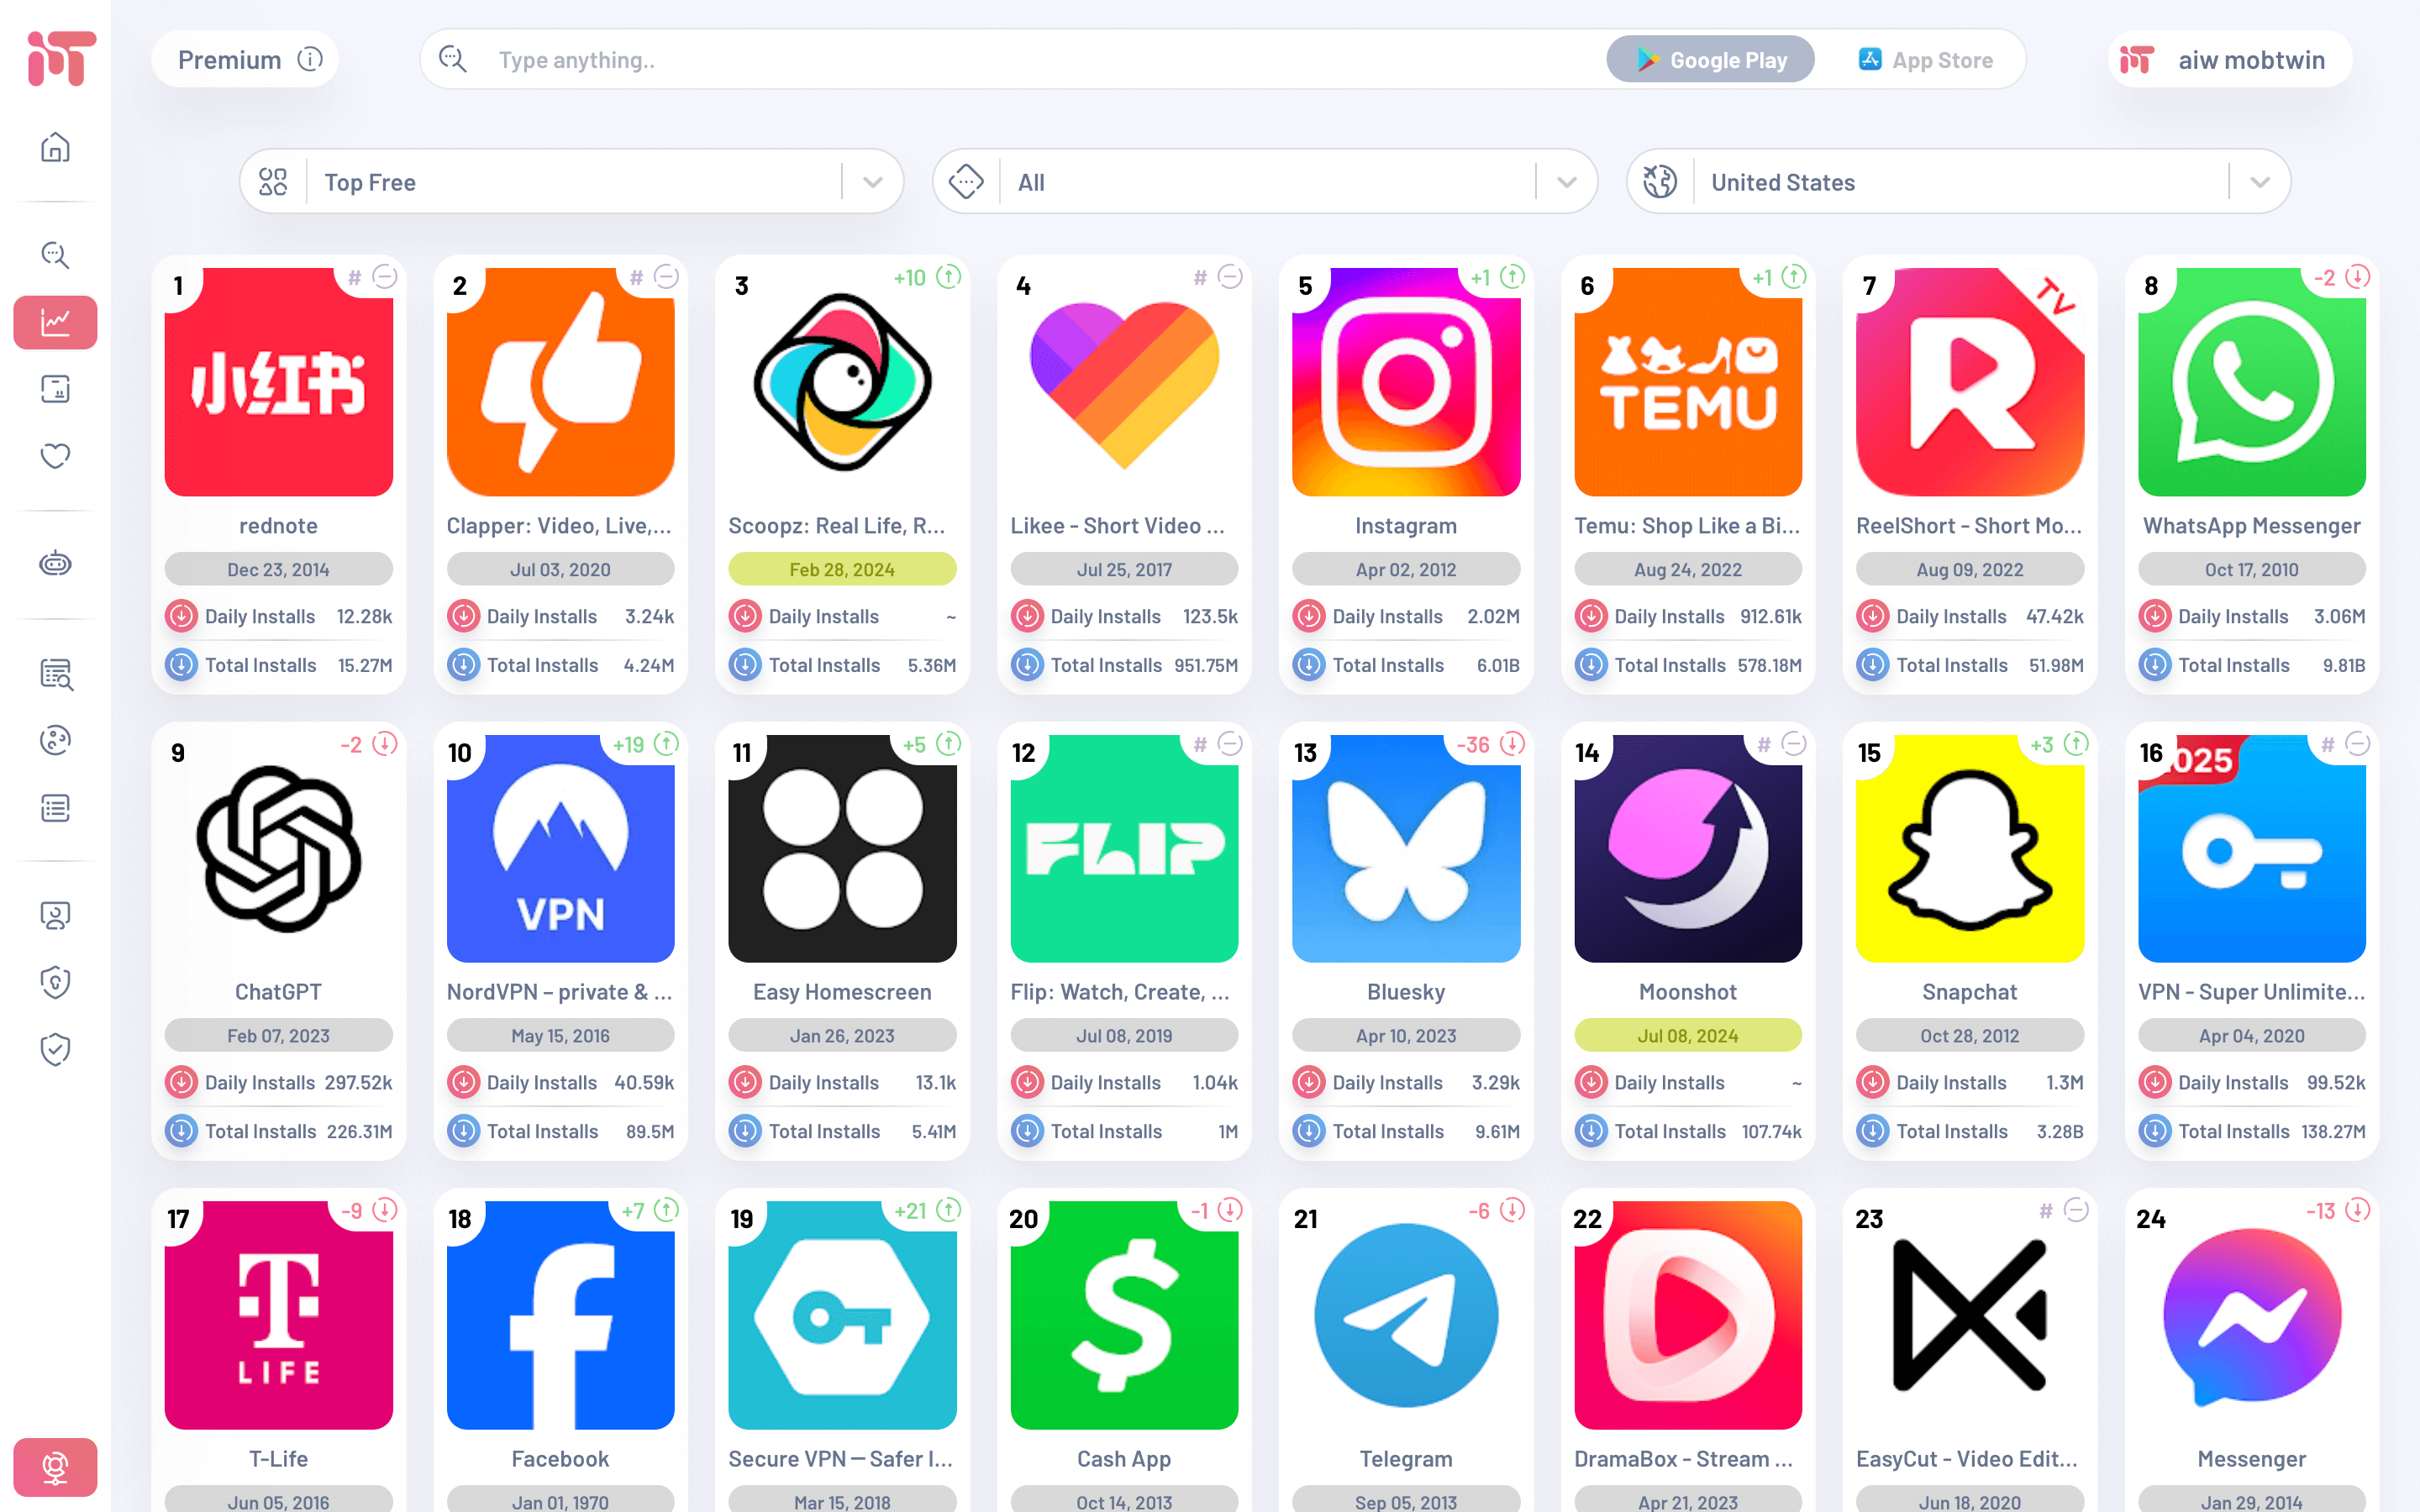 Premium
Type anything..
Google Play
App Store
aiw mobtwin
Top Free
All
United States
1
#
小红书
rednote
Dec 23, 2014
Daily Installs 12.28k
Total Installs 15.27M
2
#
Clapper: Video, Live,...
Jul 03, 2020
Daily Installs 3.24k
Total Installs 4.24M
3
+10
Scoopz: Real Life, R...
Feb 28, 2024
Daily Installs ~
Total Installs 5.36M
4
#
Likee - Short Video ...
Jul 25, 2017
Daily Installs 123.5k
Total Installs 951.75M
5
+1
Instagram
Apr 02, 2012
Daily Installs 2.02M
Total Installs 6.01B
6
+1
TEMU
Temu: Shop Like a Bi...
Aug 24, 2022
Daily Installs 912.61k
Total Installs 578.18M
7
TV
R
ReelShort - Short Mo...
Aug 09, 2022
Daily Installs 47.42k
Total Installs 51.98M
8
-2
WhatsApp Messenger
Oct 17, 2010
Daily Installs 3.06M
Total Installs 9.81B
9
-2
ChatGPT
Feb 07, 2023
Daily Installs 297.52k
Total Installs 226.31M
10
+19
VPN
NordVPN – private & ...
May 15, 2016
Daily Installs 40.59k
Total Installs 89.5M
11
+5
Easy Homescreen
Jan 26, 2023
Daily Installs 13.1k
Total Installs 5.41M
12
#
FLIP
Flip: Watch, Create, ...
Jul 08, 2019
Daily Installs 1.04k
Total Installs 1M
13
-36
Bluesky
Apr 10, 2023
Daily Installs 3.29k
Total Installs 9.61M
14
#
Moonshot
Jul 08, 2024
Daily Installs ~
Total Installs 107.74k
15
+3
Snapchat
Oct 28, 2012
Daily Installs 1.3M
Total Installs 3.28B
16
025
#
VPN - Super Unlimite...
Apr 04, 2020
Daily Installs 99.52k
Total Installs 138.27M
17
-9
T
LIFE
T-Life
Jun 05, 2016
18
+7
f
Facebook
Jan 01, 1970
19
+21
Secure VPN — Safer I...
Mar 15, 2018
20
-1
$
Cash App
Oct 14, 2013
21
-6
Telegram
Sep 05, 2013
22
DramaBox - Stream ...
Apr 21, 2023
23
#
EasyCut - Video Edit...
Jun 18, 2020
24
-13
Messenger
Jan 29, 2014